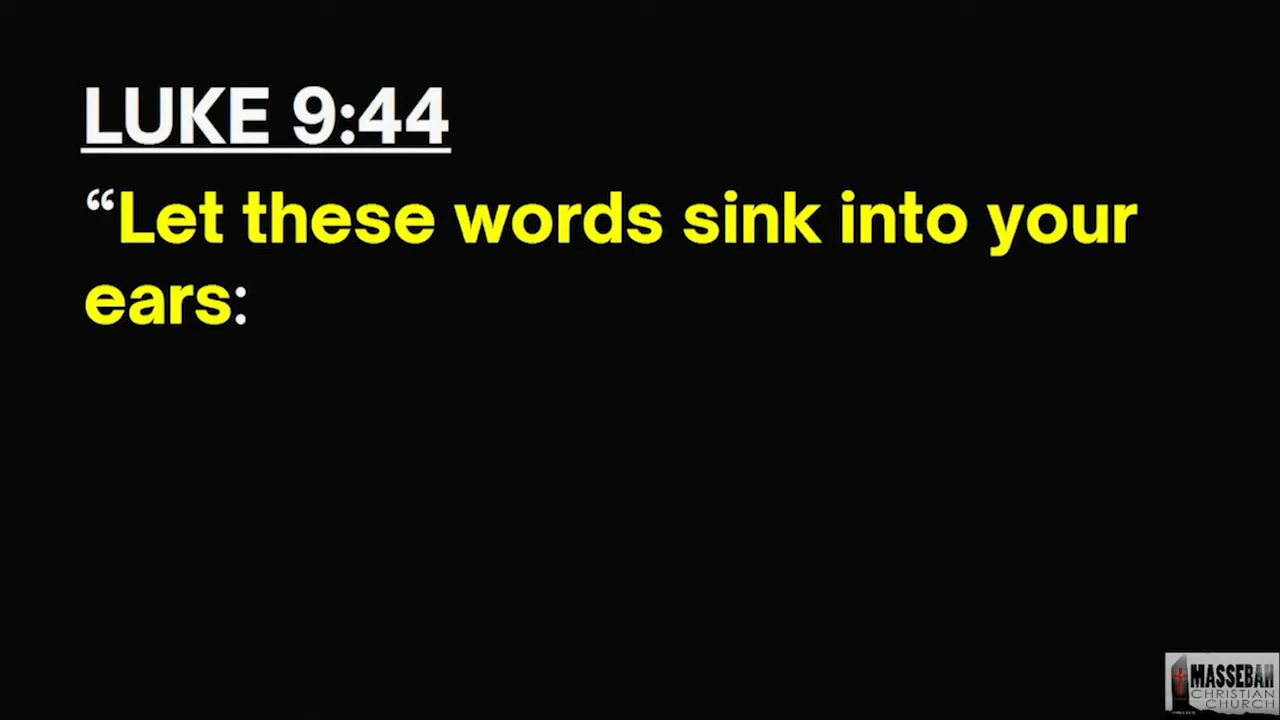 LUKE 9:44
“Let these words sink into your
ears:
MASSEBAH
CHRISTIAN
CHURCH